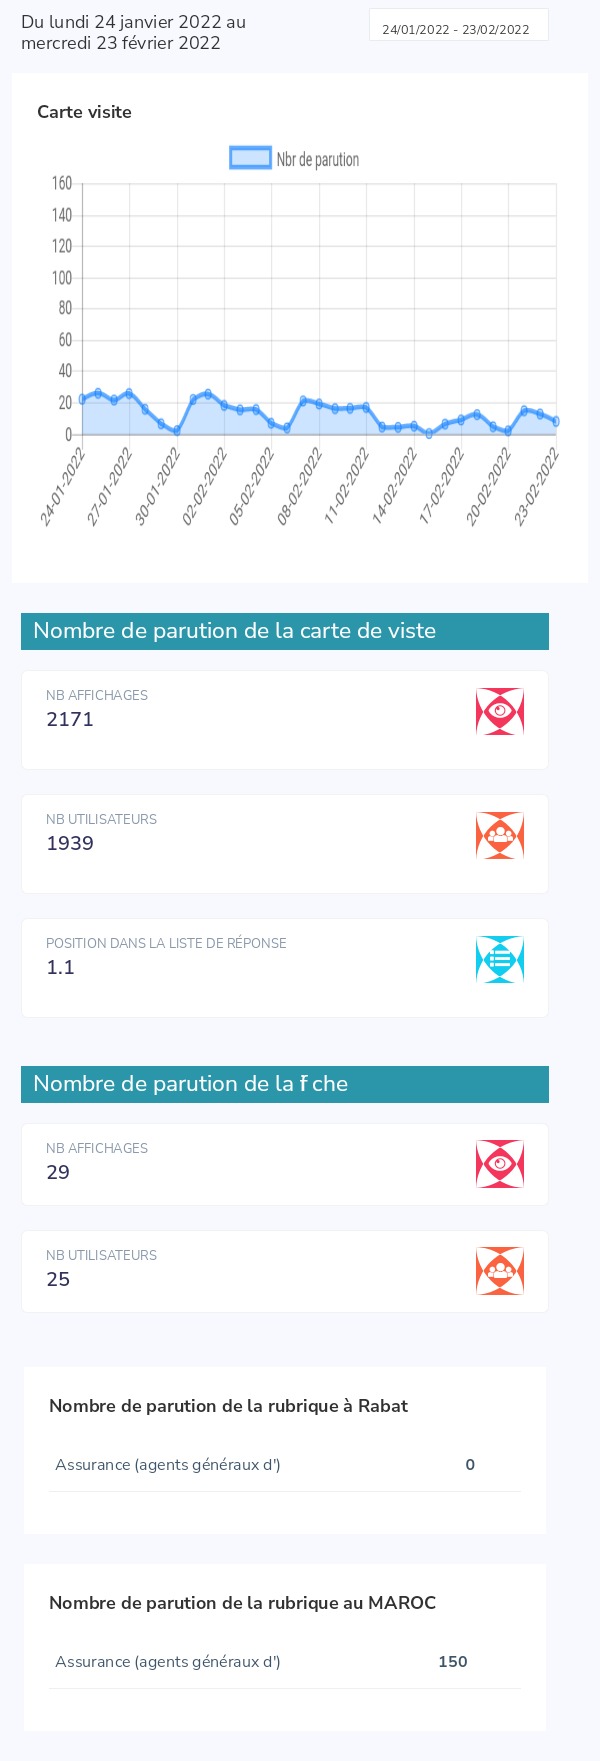 Du lundi 24 janvier 2022 au
mercredi 23 février 2022
24/01/2022 - 23/02/2022
Carte visite
Nbr de parution
160
140
120
100
80
60
40
20
0
24-01-2022
27-01-2022
30-01-2022
02-02-2022
05-02-2022
08-02-2022
11-02-2022
14-02-2022
17-02-2022
20-02-2022
23-02-2022
Nombre de parution de la carte de viste
NB AFFICHAGES
2171
NB UTILISATEURS
1939
POSITION DANS LA LISTE DE RÉPONSE
1.1
Nombre de parution de la fiche
NB AFFICHAGES
29
NB UTILISATEURS
25
Nombre de parution de la rubrique à Rabat
Assurance (agents généraux d') 0
Nombre de parution de la rubrique au MAROC
Assurance (agents généraux d') 150